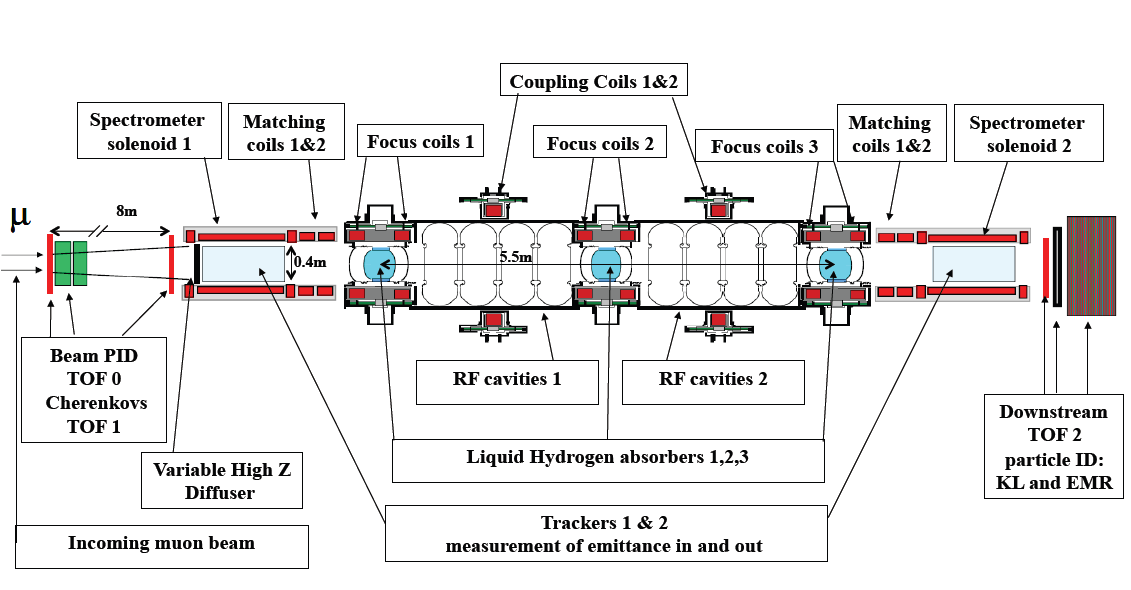 Coupling Coils 1&2
Spectrometer
solenoid 1
Matching
coils 1&2
Focus coils 1
Focus coils 2
Focus coils 3
Matching
coils 1&2
Spectrometer
solenoid 2
μ
8m
0.4m
5.5m
Beam PID
TOF 0
Cherenkovs
TOF 1
RF cavities 1
RF cavities 2
Downstream
TOF 2
particle ID:
KL and EMR
Variable High Z
Diffuser
Liquid Hydrogen absorbers 1,2,3
Incoming muon beam
Trackers 1 & 2
measurement of emittance in and out